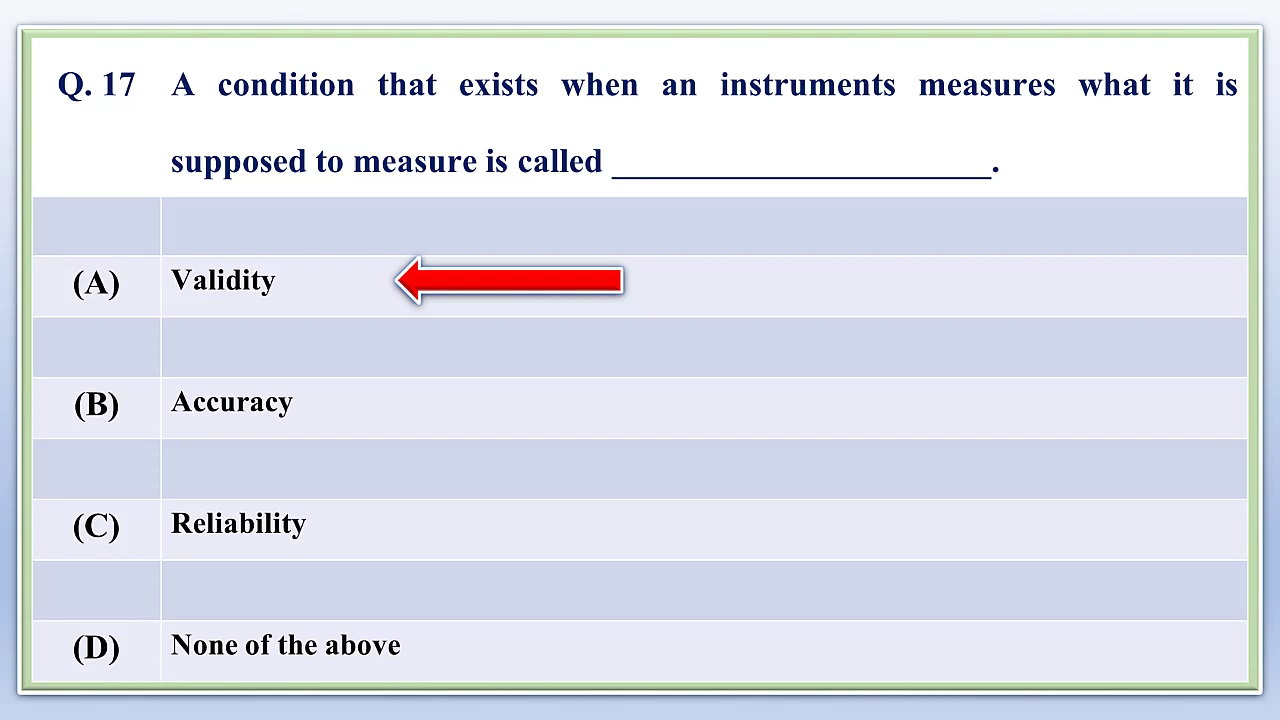 Q. 17 A condition that exists when an instruments measures what it is
supposed to measure is called ______________________.
(A) Validity
(B) Accuracy
(C) Reliability
(D) None of the above